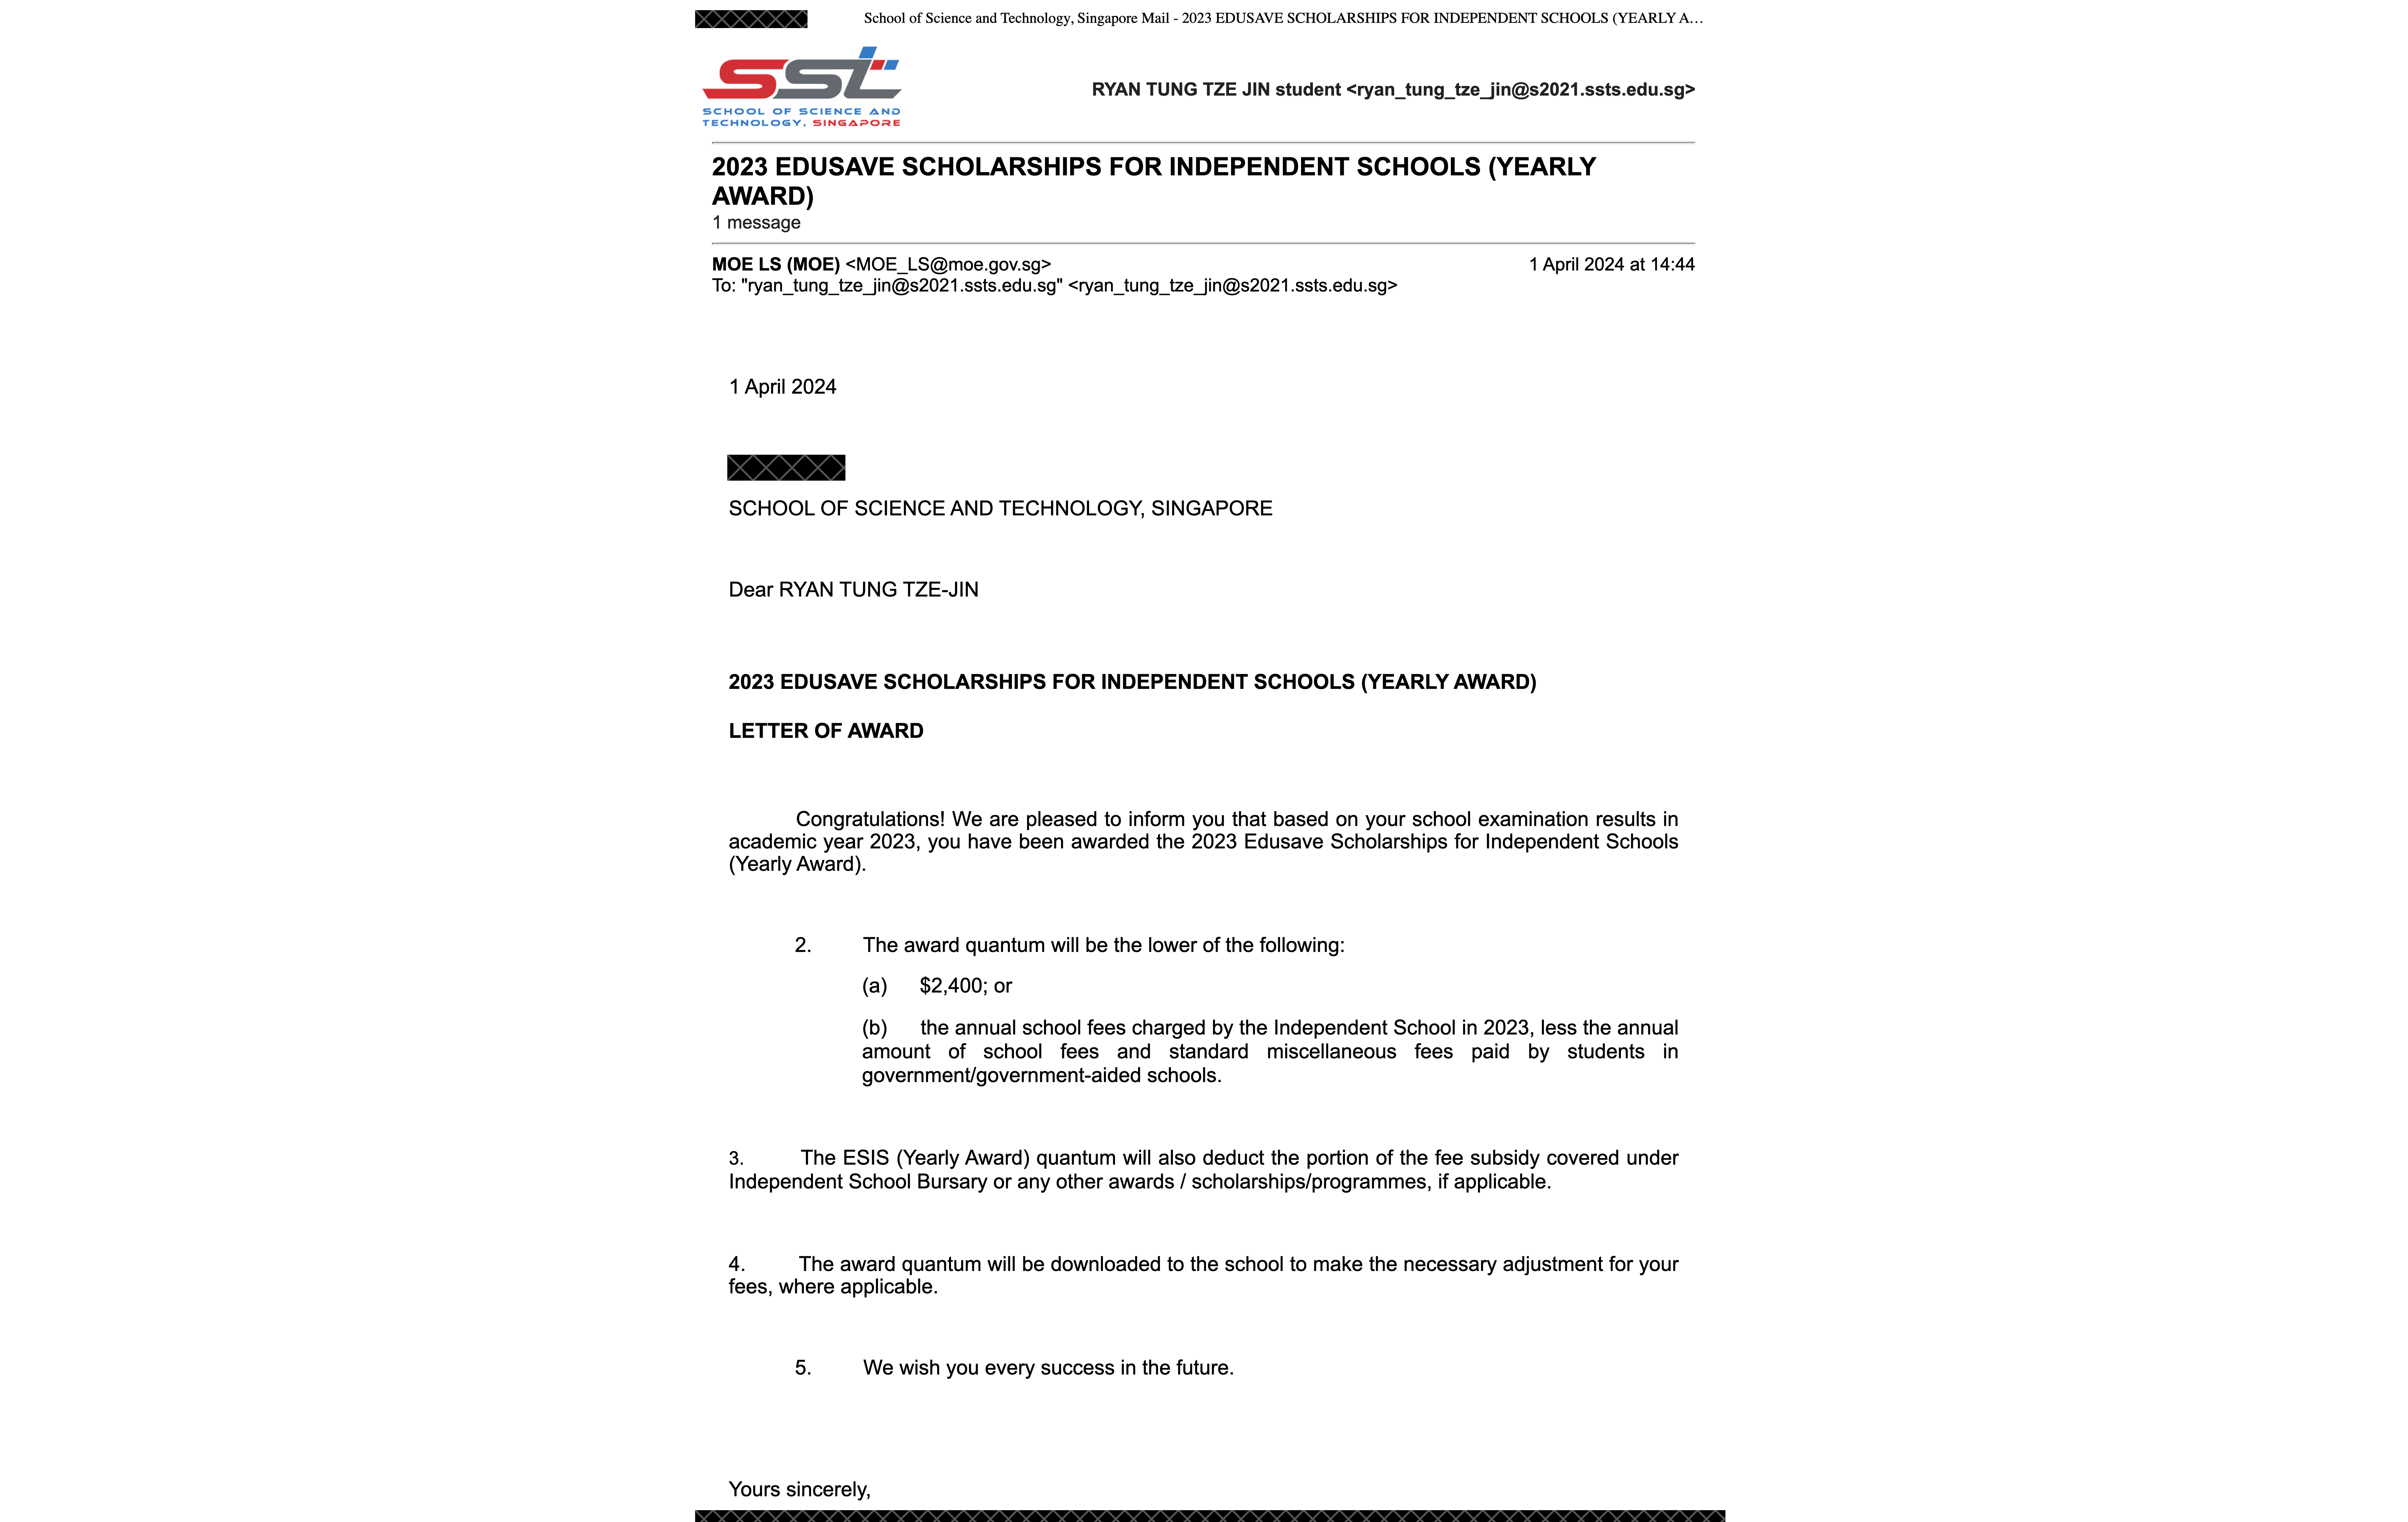 School of Science and Technology, Singapore Mail - 2023 EDUSAVE SCHOLARSHIPS FOR INDEPENDENT SCHOOLS (YEARLY A…
SST
SCHOOL OF SCIENCE AND
TECHNOLOGY, SINGAPORE
RYAN TUNG TZE JIN student <ryan_tung_tze_jin@s2021.ssts.edu.sg>
2023 EDUSAVE SCHOLARSHIPS FOR INDEPENDENT SCHOOLS (YEARLY
AWARD)
1 message
MOE LS (MOE) <MOE_LS@moe.gov.sg> 1 April 2024 at 14:44
To: "ryan_tung_tze_jin@s2021.ssts.edu.sg" <ryan_tung_tze_jin@s2021.ssts.edu.sg>
1 April 2024
SCHOOL OF SCIENCE AND TECHNOLOGY, SINGAPORE
Dear RYAN TUNG TZE-JIN
2023 EDUSAVE SCHOLARSHIPS FOR INDEPENDENT SCHOOLS (YEARLY AWARD)
LETTER OF AWARD
Congratulations! We are pleased to inform you that based on your school examination results in
academic year 2023, you have been awarded the 2023 Edusave Scholarships for Independent Schools
(Yearly Award).
2. The award quantum will be the lower of the following:
(a) $2,400; or
(b) the annual school fees charged by the Independent School in 2023, less the annual
amount of school fees and standard miscellaneous fees paid by students in
government/government-aided schools.
3. The ESIS (Yearly Award) quantum will also deduct the portion of the fee subsidy covered under
Independent School Bursary or any other awards / scholarships/programmes, if applicable.
4. The award quantum will be downloaded to the school to make the necessary adjustment for your
fees, where applicable.
5. We wish you every success in the future.
Yours sincerely,